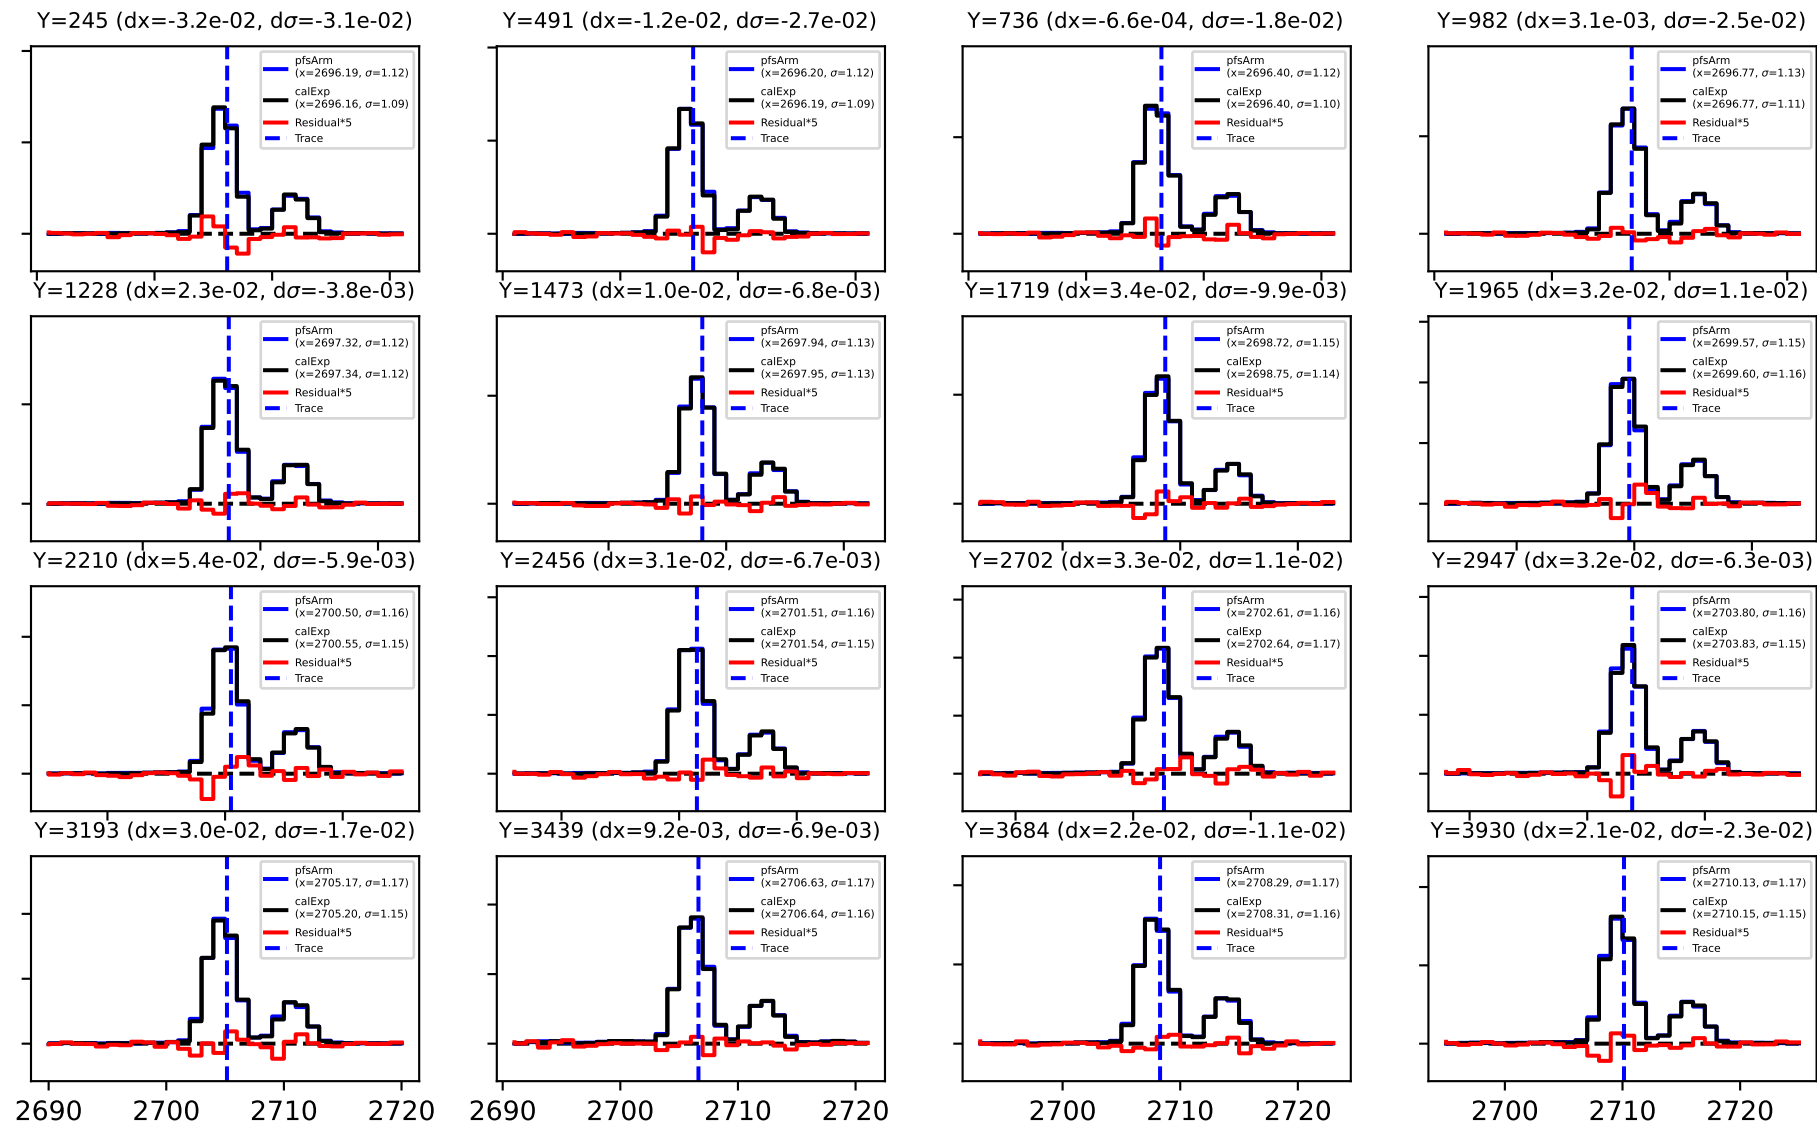 Y=245 (dx=-3.2e-02, dσ=-3.1e-02)
pfsArm
(x=2696.19, σ=1.12)
calExp
(x=2696.16, σ=1.09)
Residual*5
Trace
Y=491 (dx=-1.2e-02, dσ=-2.7e-02)
pfsArm
(x=2696.20, σ=1.12)
calExp
(x=2696.19, σ=1.09)
Residual*5
Trace
Y=736 (dx=-6.6e-04, dσ=-1.8e-02)
pfsArm
(x=2696.40, σ=1.12)
calExp
(x=2696.40, σ=1.10)
Residual*5
Trace
Y=982 (dx=3.1e-03, dσ=-2.5e-02)
pfsArm
(x=2696.77, σ=1.13)
calExp
(x=2696.77, σ=1.11)
Residual*5
Trace
Y=1228 (dx=2.3e-02, dσ=-3.8e-03)
pfsArm
(x=2697.32, σ=1.12)
calExp
(x=2697.34, σ=1.12)
Residual*5
Trace
Y=1473 (dx=1.0e-02, dσ=-6.8e-03)
pfsArm
(x=2697.94, σ=1.13)
calExp
(x=2697.95, σ=1.13)
Residual*5
Trace
Y=1719 (dx=3.4e-02, dσ=-9.9e-03)
pfsArm
(x=2698.72, σ=1.15)
calExp
(x=2698.75, σ=1.14)
Residual*5
Trace
Y=1965 (dx=3.2e-02, dσ=1.1e-02)
pfsArm
(x=2699.57, σ=1.15)
calExp
(x=2699.60, σ=1.16)
Residual*5
Trace
Y=2210 (dx=5.4e-02, dσ=-5.9e-03)
pfsArm
(x=2700.50, σ=1.16)
calExp
(x=2700.55, σ=1.15)
Residual*5
Trace
Y=2456 (dx=3.1e-02, dσ=-6.7e-03)
pfsArm
(x=2701.51, σ=1.16)
calExp
(x=2701.54, σ=1.15)
Residual*5
Trace
Y=2702 (dx=3.3e-02, dσ=1.1e-02)
pfsArm
(x=2702.61, σ=1.16)
calExp
(x=2702.64, σ=1.17)
Residual*5
Trace
Y=2947 (dx=3.2e-02, dσ=-6.3e-03)
pfsArm
(x=2703.80, σ=1.16)
calExp
(x=2703.83, σ=1.15)
Residual*5
Trace
Y=3193 (dx=3.0e-02, dσ=-1.7e-02)
pfsArm
(x=2705.17, σ=1.17)
calExp
(x=2705.20, σ=1.15)
Residual*5
Trace
Y=3439 (dx=9.2e-03, dσ=-6.9e-03)
pfsArm
(x=2706.63, σ=1.17)
calExp
(x=2706.64, σ=1.16)
Residual*5
Trace
Y=3684 (dx=2.2e-02, dσ=-1.1e-02)
pfsArm
(x=2708.29, σ=1.17)
calExp
(x=2708.31, σ=1.16)
Residual*5
Trace
Y=3930 (dx=2.1e-02, dσ=-2.3e-02)
pfsArm
(x=2710.13, σ=1.17)
calExp
(x=2710.15, σ=1.15)
Residual*5
Trace
2690 2700 2710 2720
2690 2700 2710 2720
2700 2710 2720
2700 2710 2720